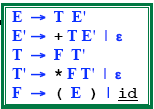 E → T E'
E' → + T E' | ε
T → F T'
T' → * F T' | ε
F → ( E ) | id